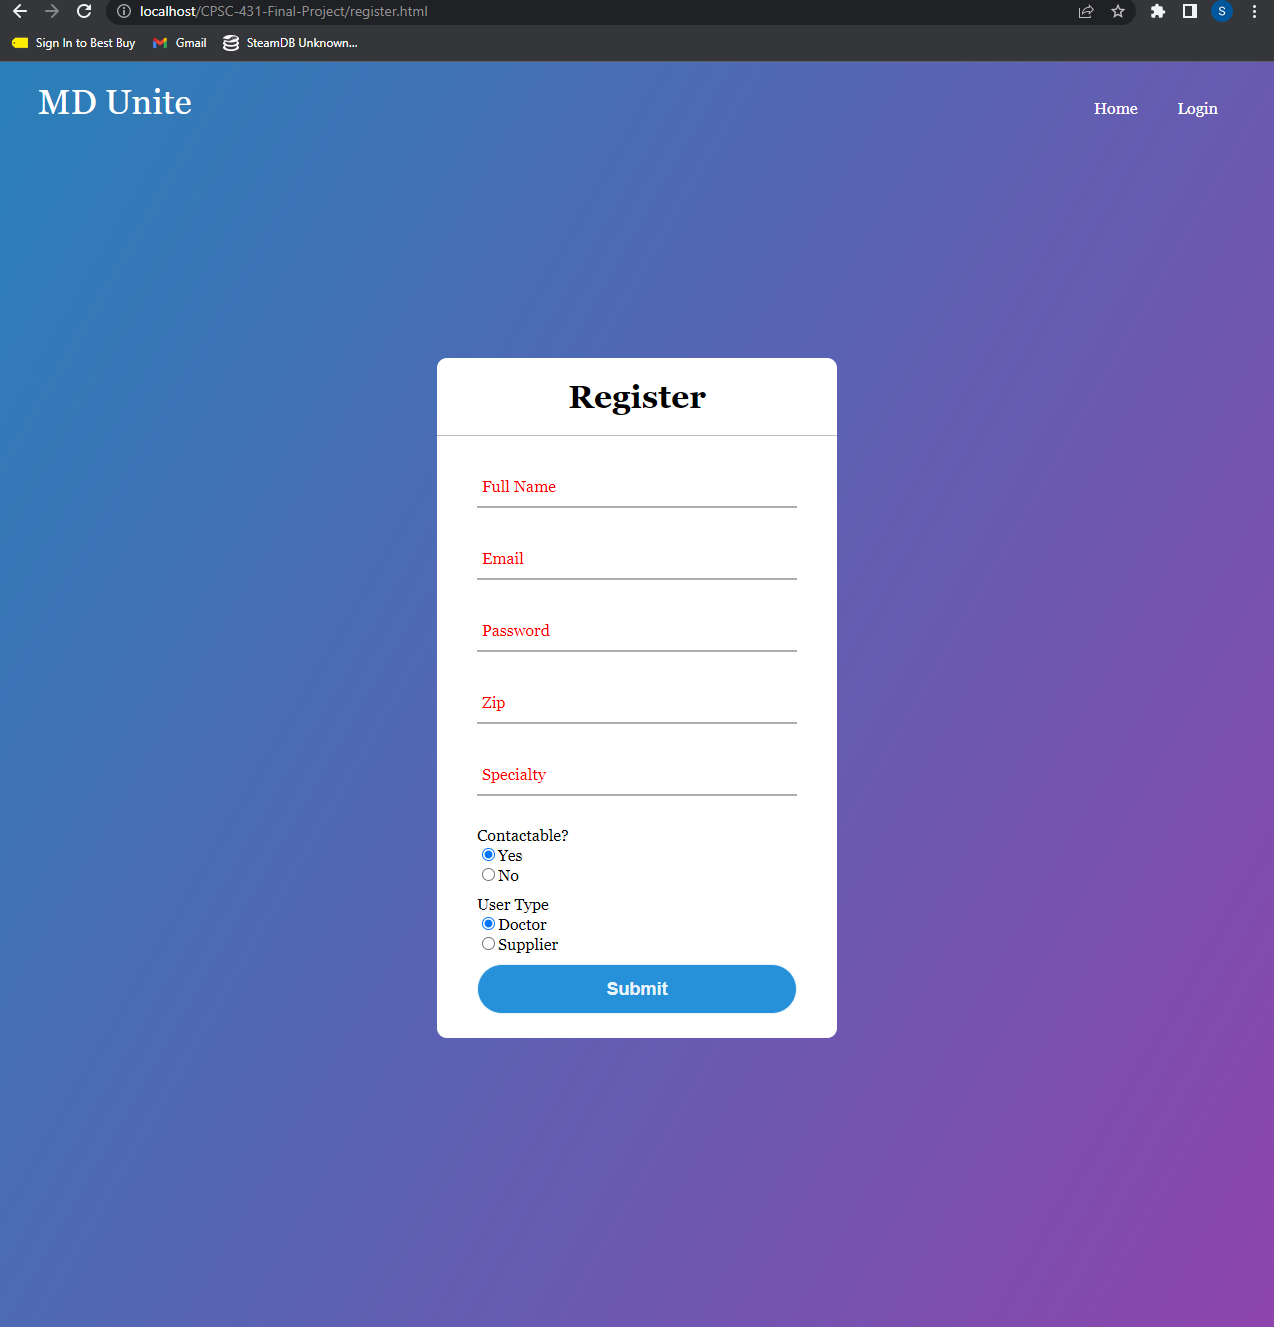 localhost/CPSC-431-Final-Project/register.html
S
Sign In to Best Buy Gmail SteamDB Unknown...
MD Unite
Home Login
Register
Full Name
Email
Password
Zip
Specialty
Contactable?
Yes
No
User Type
Doctor
Supplier
Submit